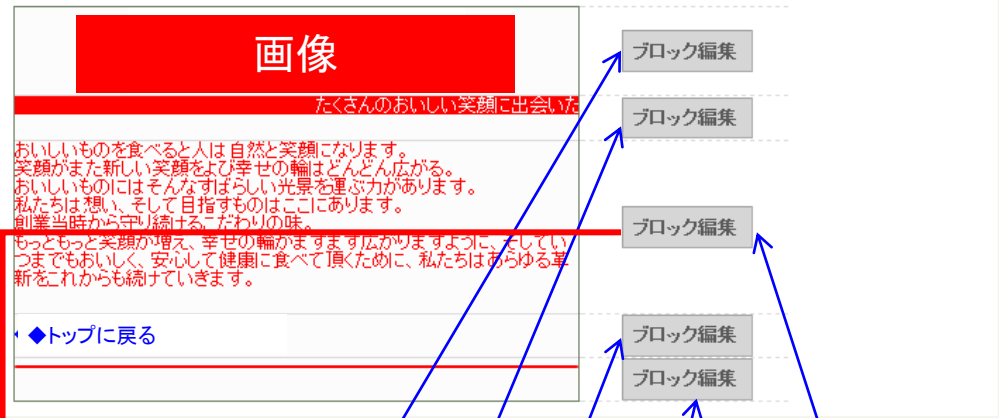 画像
ブロック編集
たくさんのおいしい笑顔に出会いた
ブロック編集
おいしいものを食べると人は自然と笑顔になります。
笑顔がまた新しい笑顔をよび幸せの輪はどんどん広がる。
おいしいものにはそんなすばらしい光景を運ぶ力があります。
私たちは想い、そして目指すものはここにあります。
創業当時から守り続けるこだわりの味。
もっともっと笑顔が増え、幸せの輪がますます広がりますように、そしてい
つまでもおいしく、安心して健康に食べて頂くために、私たちはあらゆる革
新をこれからも続けていきます。
ブロック編集
◆トップに戻る
ブロック編集
ブロック編集